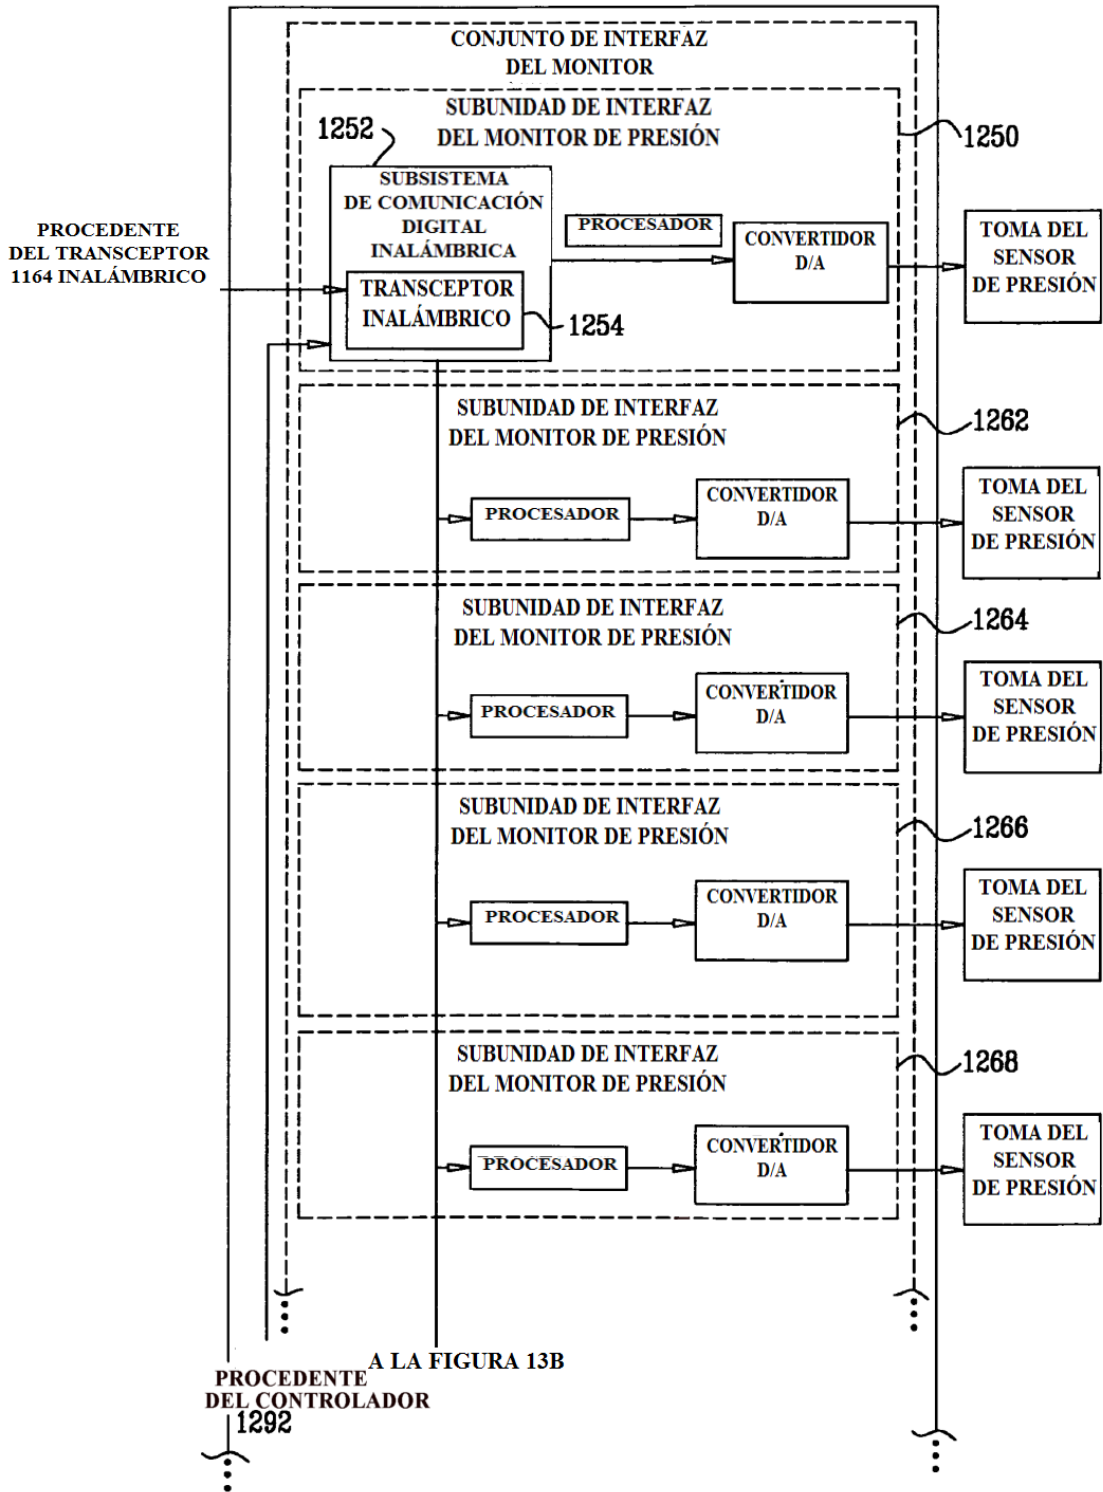 CONJUNTO DE INTERFAZ
DEL MONITOR
SUBUNIDAD DE INTERFAZ
DEL MONITOR DE PRESIÓN
1250
1252
SUBSISTEMA
DE COMUNICACIÓN
DIGITAL
INALÁMBRICA
TRANSCEPTOR
INALÁMBRICO
1254
PROCEDENTE
DEL TRANSCEPTOR
1164 INALÁMBRICO
PROCESADOR
CONVERTIDOR
D/A
TOMA DEL
SENSOR
DE PRESIÓN
SUBUNIDAD DE INTERFAZ
DEL MONITOR DE PRESIÓN
1262
PROCESADOR
CONVERTIDOR
D/A
TOMA DEL
SENSOR
DE PRESIÓN
SUBUNIDAD DE INTERFAZ
DEL MONITOR DE PRESIÓN
1264
PROCESADOR
CONVERTIDOR
D/A
TOMA DEL
SENSOR
DE PRESIÓN
SUBUNIDAD DE INTERFAZ
DEL MONITOR DE PRESIÓN
1266
PROCESADOR
CONVERTIDOR
D/A
TOMA DEL
SENSOR
DE PRESIÓN
SUBUNIDAD DE INTERFAZ
DEL MONITOR DE PRESIÓN
1268
PROCESADOR
CONVERTIDOR
D/A
TOMA DEL
SENSOR
DE PRESIÓN
A LA FIGURA 13B
PROCEDENTE
DEL CONTROLADOR
1292